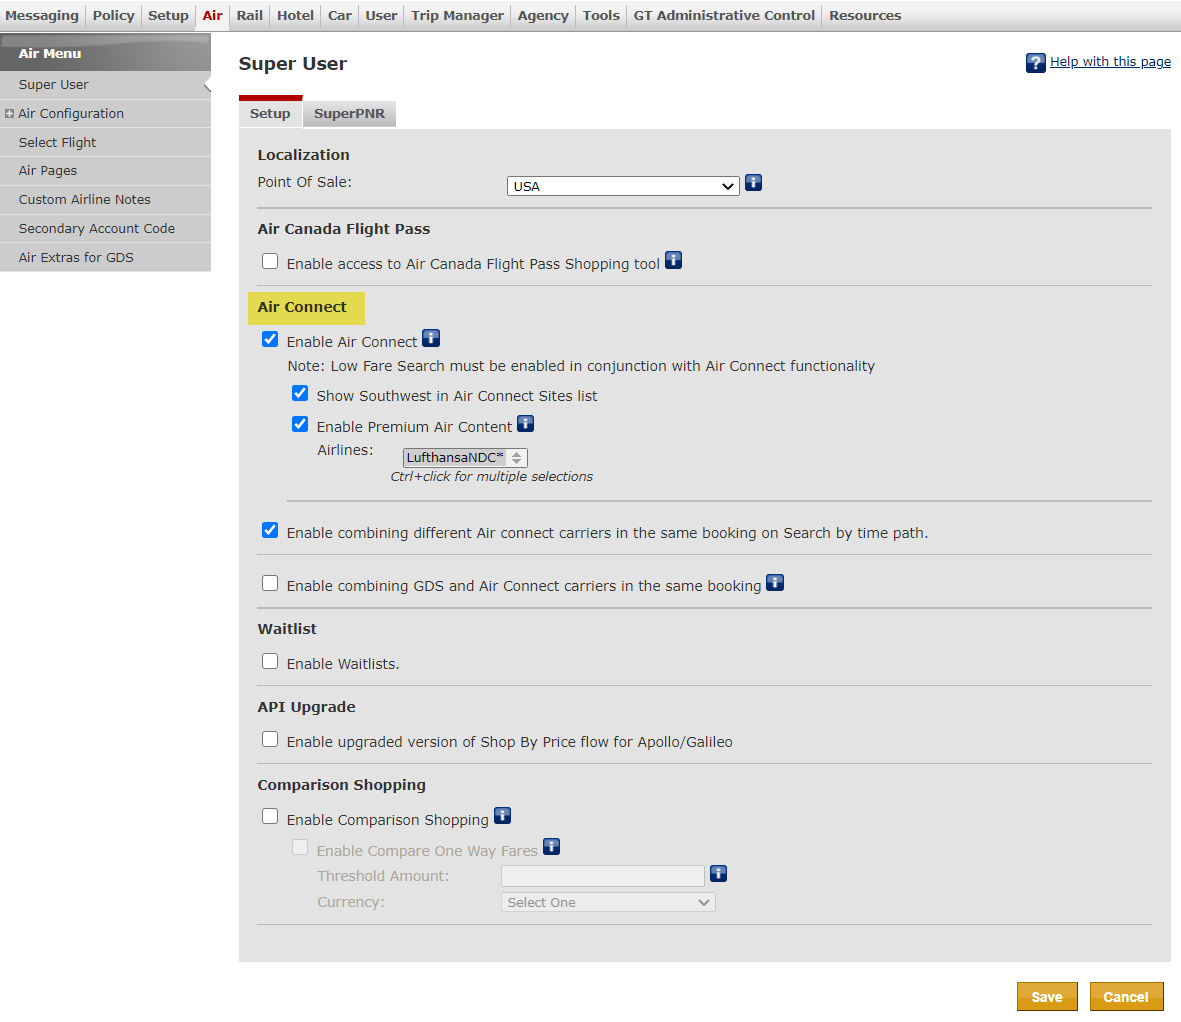 Messaging Policy Setup Air Rail Hotel Car User Trip Manager Agency Tools GT Administrative Control Resources
Air Menu
Super User
Air Configuration
Select Flight
Air Pages
Custom Airline Notes
Secondary Account Code
Air Extras for GDS
Super User
? Help with this page
Setup SuperPNR
Localization
Point Of Sale: USA i
Air Canada Flight Pass
Enable access to Air Canada Flight Pass Shopping tool i
Air Connect
Enable Air Connect i
Note: Low Fare Search must be enabled in conjunction with Air Connect functionality
Show Southwest in Air Connect Sites list
Enable Premium Air Content i
Airlines: LufthansaNDC*
Ctrl+click for multiple selections
Enable combining different Air connect carriers in the same booking on Search by time path.
Enable combining GDS and Air Connect carriers in the same booking i
Waitlist
Enable Waitlists.
API Upgrade
Enable upgraded version of Shop By Price flow for Apollo/Galileo
Comparison Shopping
Enable Comparison Shopping i
Enable Compare One Way Fares i
Threshold Amount: i
Currency: Select One
Save Cancel